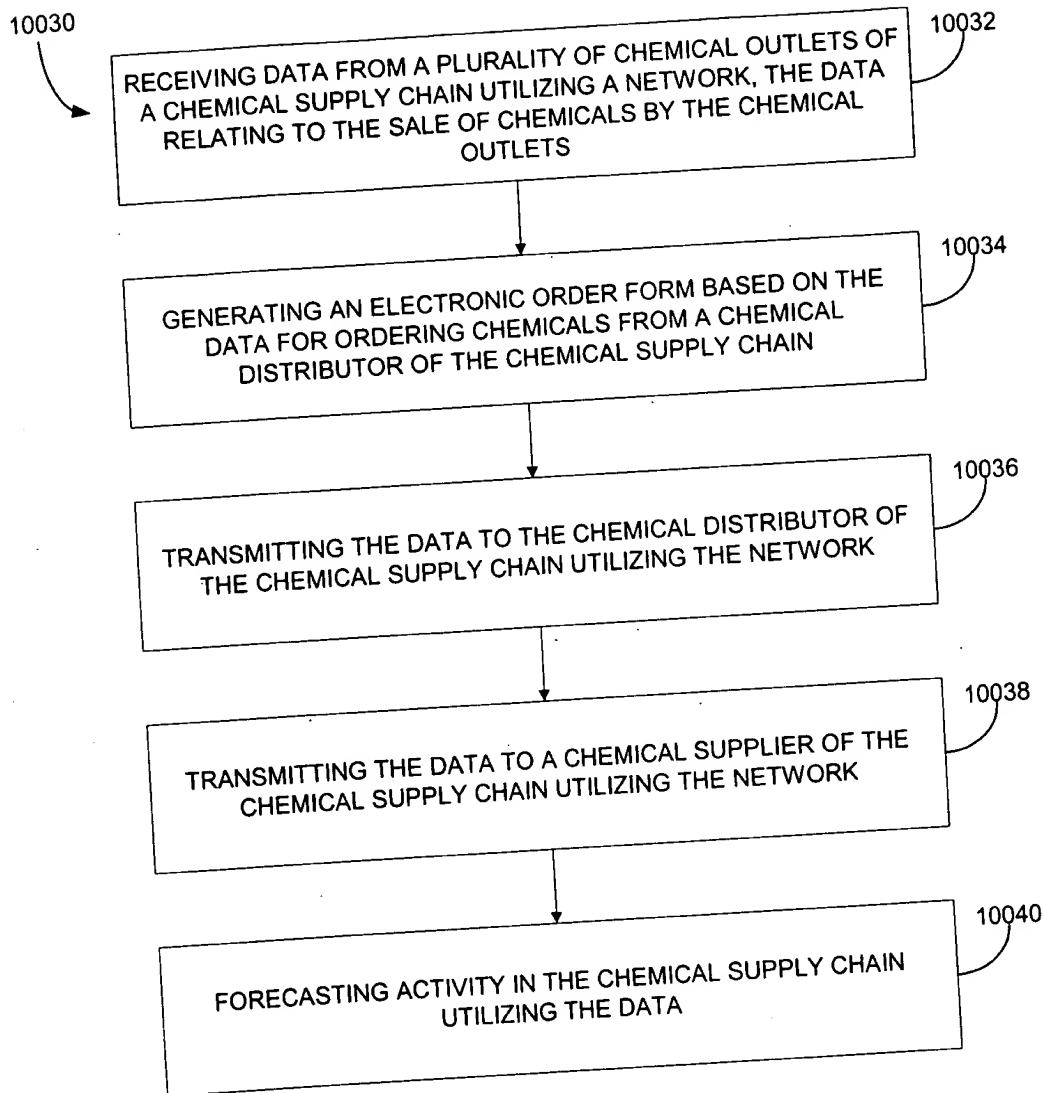 10030
10032
RECEIVING DATA FROM A PLURALITY OF CHEMICAL OUTLETS OF
A CHEMICAL SUPPLY CHAIN UTILIZING A NETWORK, THE DATA
RELATING TO THE SALE OF CHEMICALS BY THE CHEMICAL
OUTLETS
10034
GENERATING AN ELECTRONIC ORDER FORM BASED ON THE
DATA FOR ORDERING CHEMICALS FROM A CHEMICAL
DISTRIBUTOR OF THE CHEMICAL SUPPLY CHAIN
10036
TRANSMITTING THE DATA TO THE CHEMICAL DISTRIBUTOR OF
THE CHEMICAL SUPPLY CHAIN UTILIZING THE NETWORK
10038
TRANSMITTING THE DATA TO A CHEMICAL SUPPLIER OF THE
CHEMICAL SUPPLY CHAIN UTILIZING THE NETWORK
10040
FORECASTING ACTIVITY IN THE CHEMICAL SUPPLY CHAIN
UTILIZING THE DATA